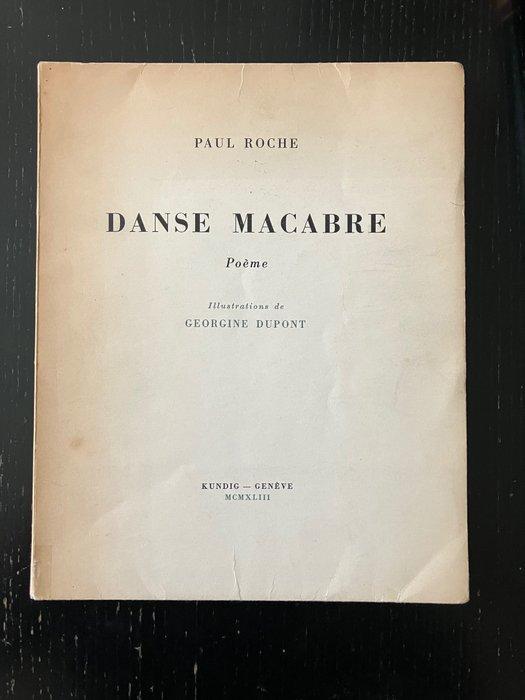 PAUL ROCHE
DANSE MACABRE
Poème
Illustrations de
GEORGINE DUPONT
KUNDIG — GENÈVE
MCMXLIII